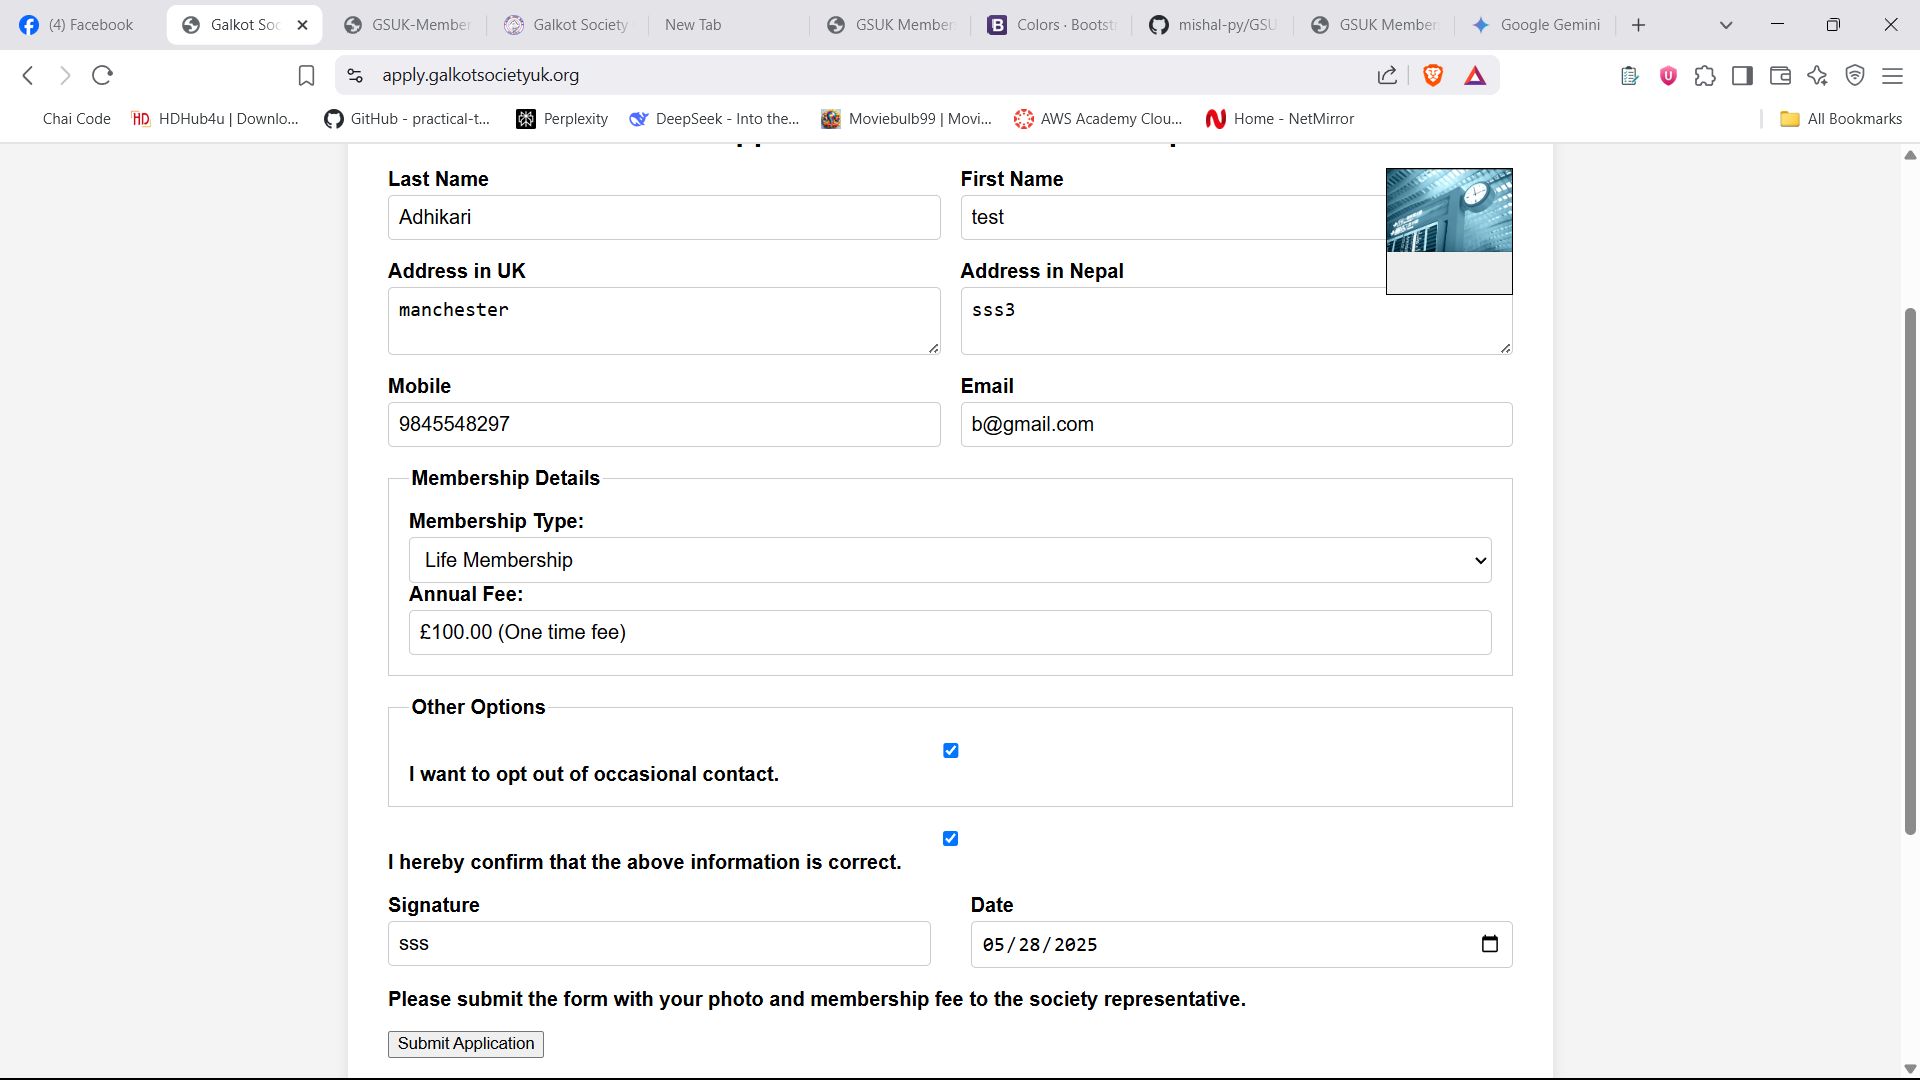 (4) Facebook
Galkot Soc
GSUK-Member
Galkot Society
New Tab
GSUK Member
Colors · Bootst
mishal-py/GSU
GSUK Member
Google Gemini
apply.galkotsocietyuk.org
Chai Code
HD HDHub4u | Downlo...
GitHub - practical-t...
Perplexity
DeepSeek - Into the...
Moviebulb99 | Movi...
AWS Academy Clou...
Home - NetMirror
All Bookmarks
Last Name
First Name
Adhikari
test
Address in UK
Address in Nepal
manchester
sss3
Mobile
Email
9845548297
b@gmail.com
Membership Details
Membership Type:
Life Membership
Annual Fee:
£100.00 (One time fee)
Other Options
I want to opt out of occasional contact.
I hereby confirm that the above information is correct.
Signature
Date
sss
05/28/2025
Please submit the form with your photo and membership fee to the society representative.
Submit Application